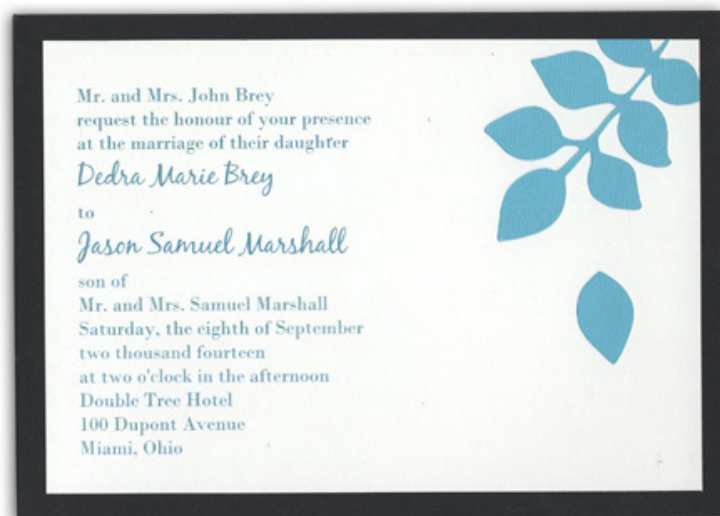 Mr. and Mrs. John Brey
request the honour of your presence
at the marriage of their daughter
Dedra Marie Brey
to
Jason Samuel Marshall
son of
Mr. and Mrs. Samuel Marshall
Saturday, the eighth of September
two thousand fourteen
at two o'clock in the afternoon
Double Tree Hotel
100 Dupont Avenue
Miami, Ohio